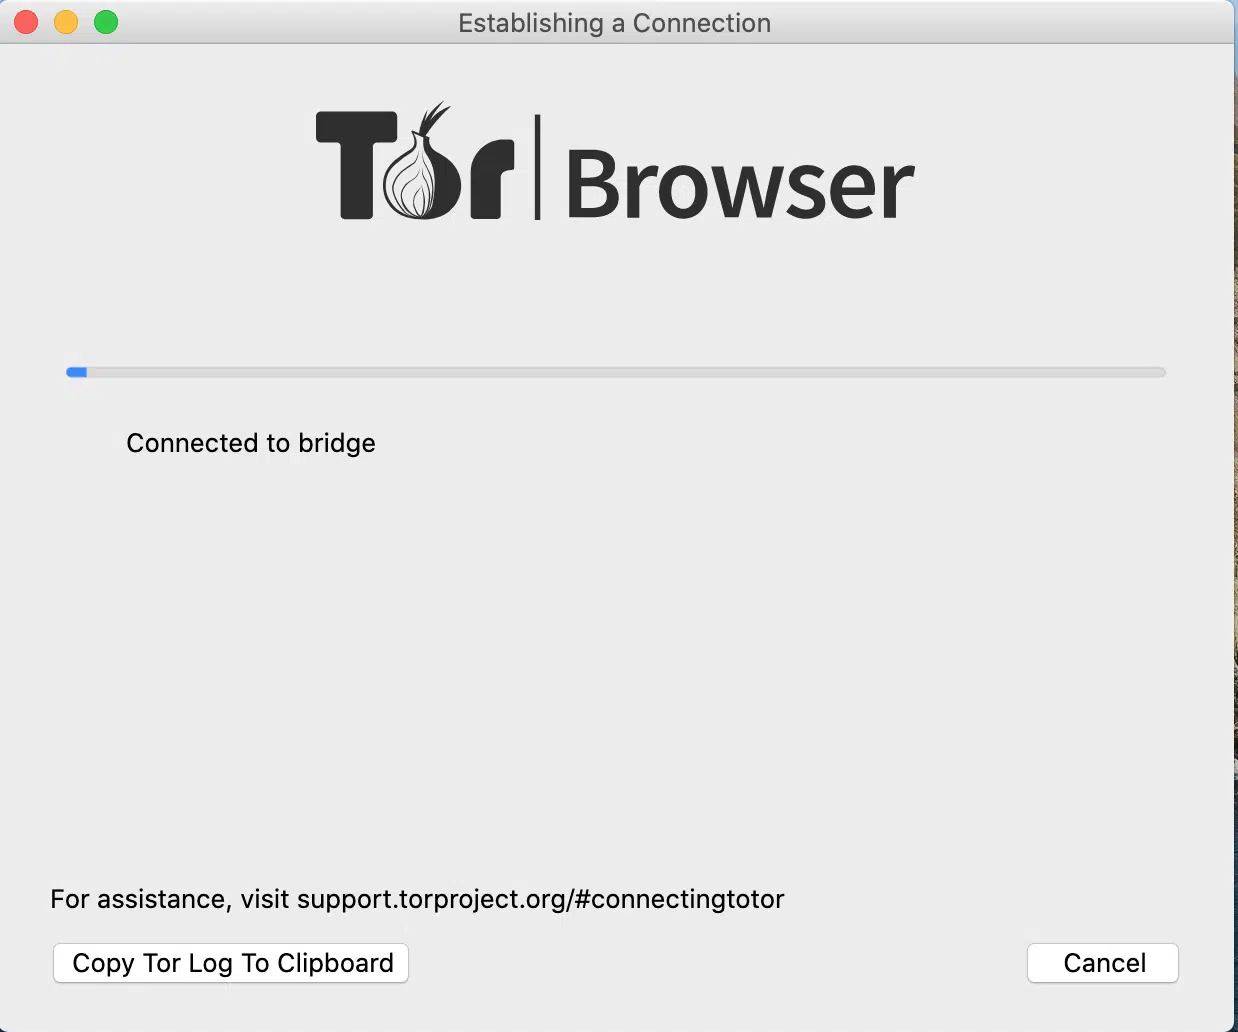 Establishing a Connection
Tor | Browser
Connected to bridge
For assistance, visit support.torproject.org/#connectingtotor
Copy Tor Log To Clipboard
Cancel